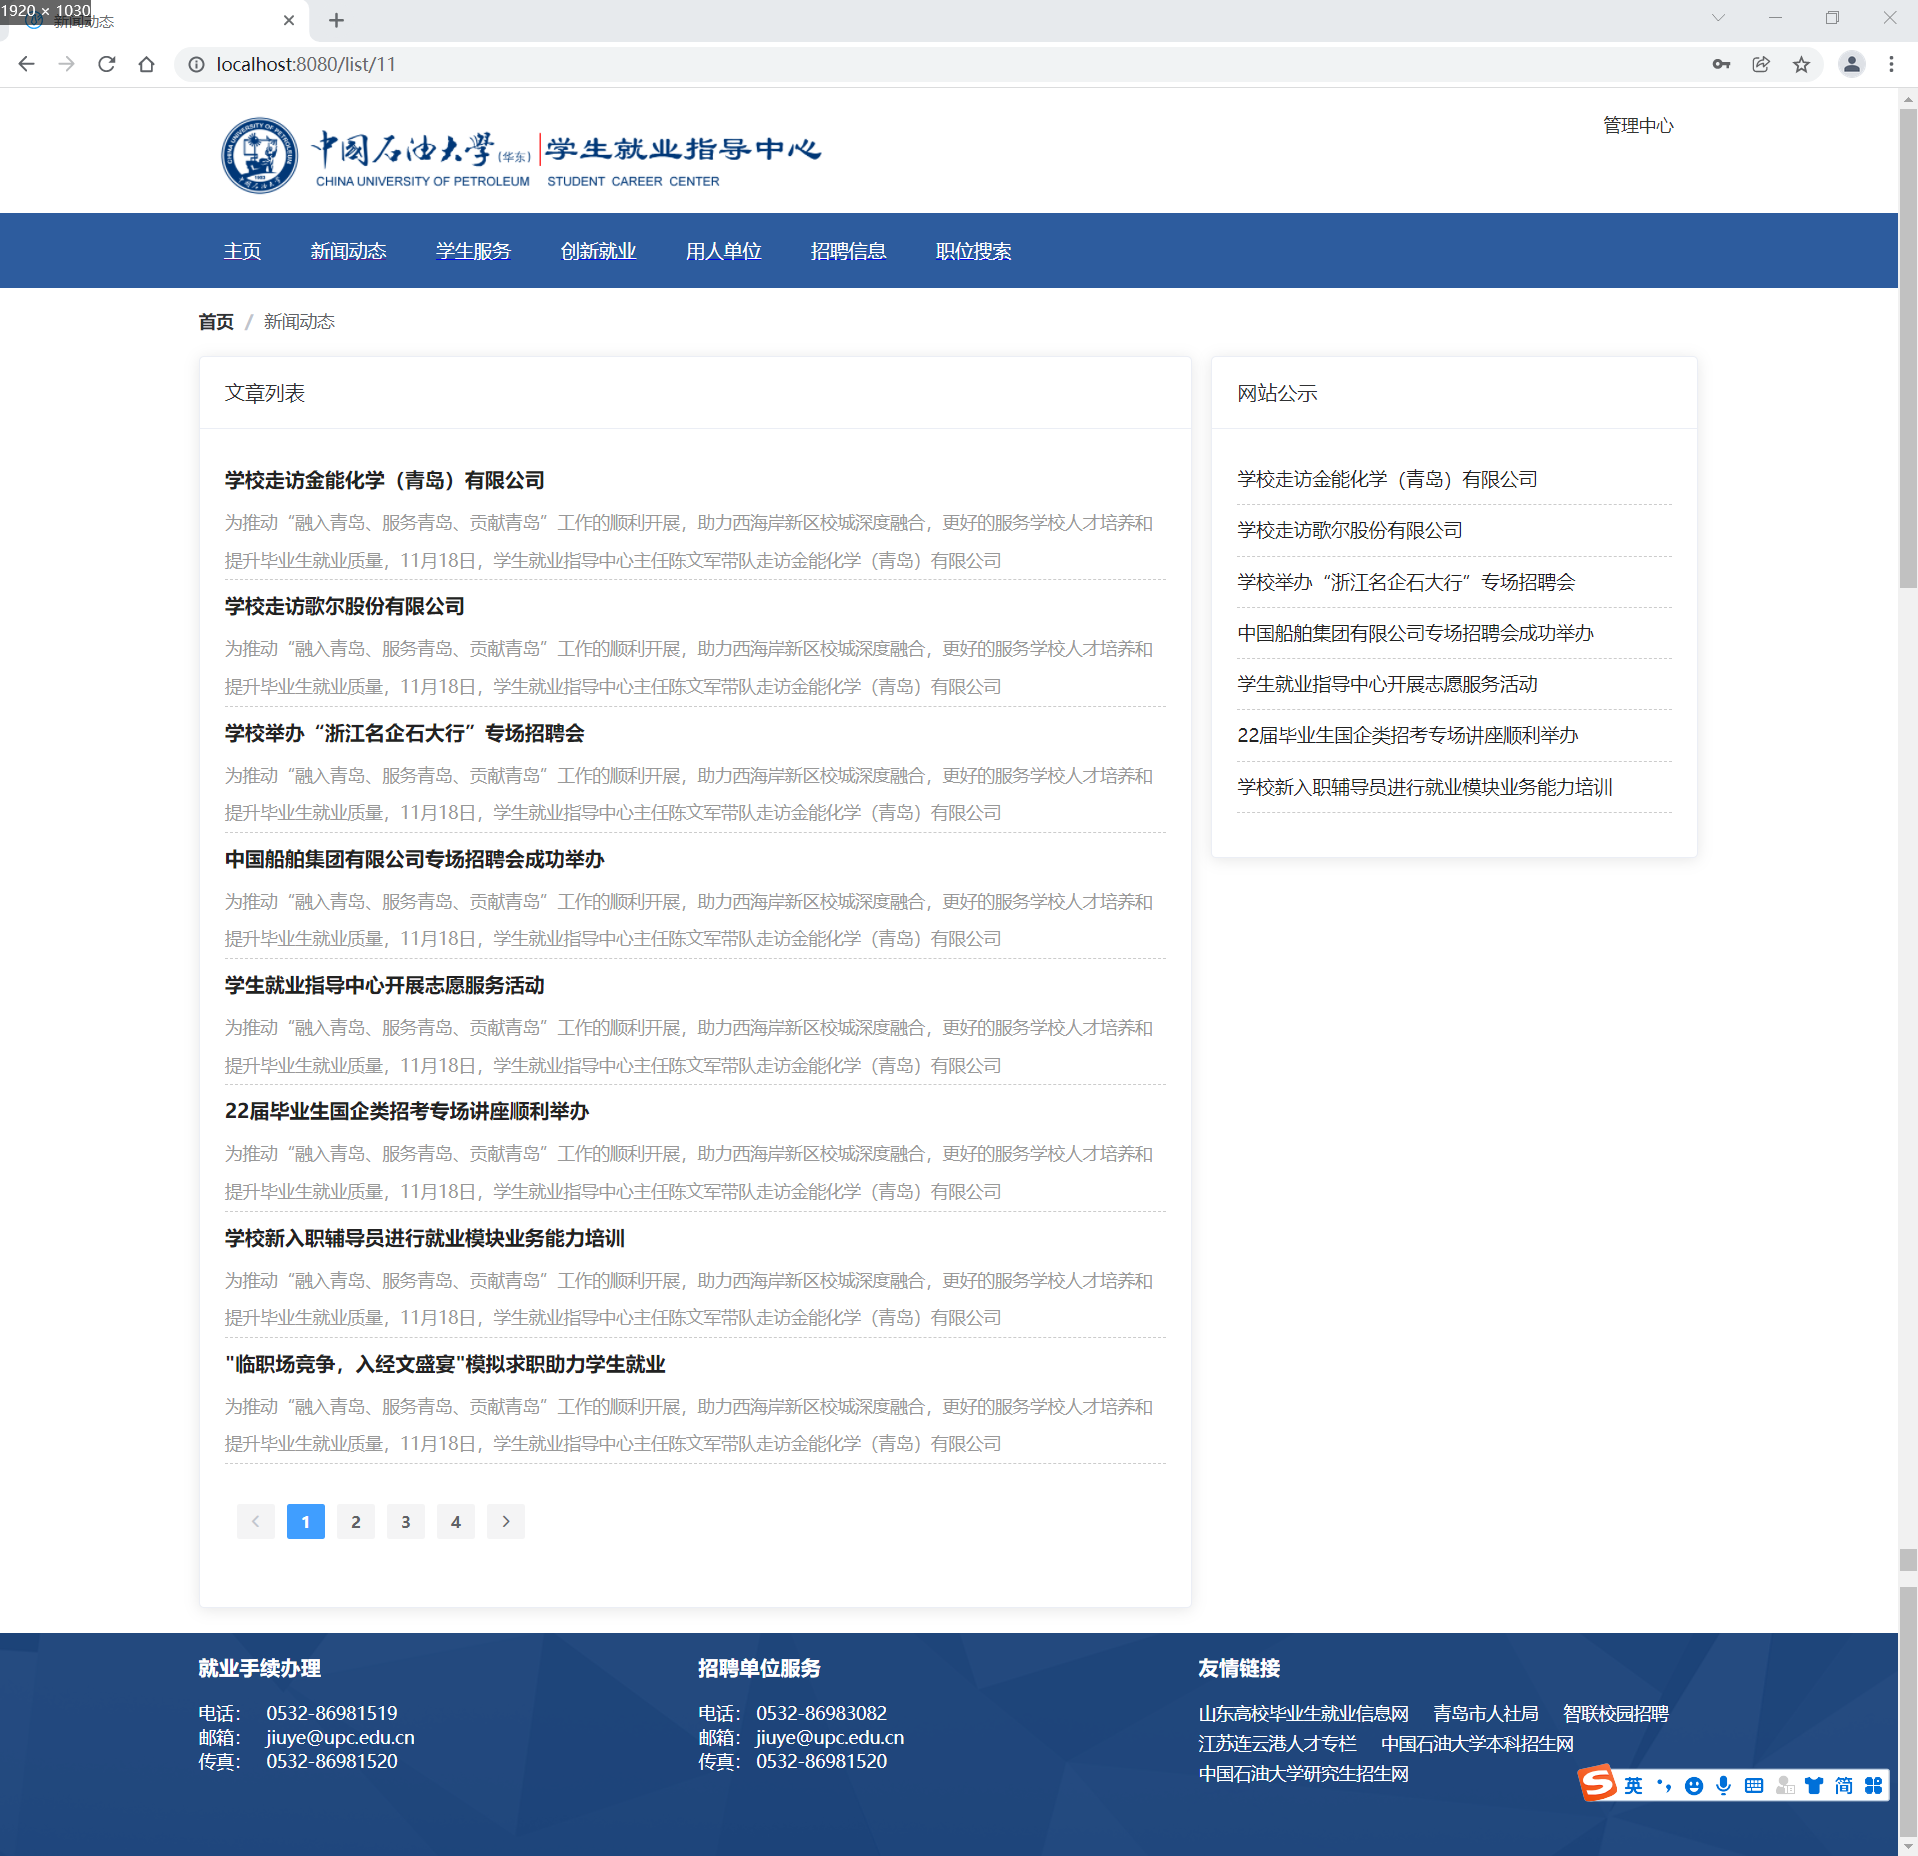 1920 × 1030
新闻动态
localhost:8080/list/11
管理中心
中國石油大學(华东)
学生就业指导中心
CHINA UNIVERSITY OF PETROLEUM STUDENT CAREER CENTER
主页 新闻动态 学生服务 创新就业 用人单位 招聘信息 职位搜索
首页 / 新闻动态
文章列表
学校走访金能化学（青岛）有限公司
为推动“融入青岛、服务青岛、贡献青岛”工作的顺利开展，助力西海岸新区校城深度融合，更好的服务学校人才培养和
提升毕业生就业质量，11月18日，学生就业指导中心主任陈文军带队走访金能化学（青岛）有限公司
学校走访歌尔股份有限公司
为推动“融入青岛、服务青岛、贡献青岛”工作的顺利开展，助力西海岸新区校城深度融合，更好的服务学校人才培养和
提升毕业生就业质量，11月18日，学生就业指导中心主任陈文军带队走访金能化学（青岛）有限公司
学校举办“浙江名企石大行”专场招聘会
为推动“融入青岛、服务青岛、贡献青岛”工作的顺利开展，助力西海岸新区校城深度融合，更好的服务学校人才培养和
提升毕业生就业质量，11月18日，学生就业指导中心主任陈文军带队走访金能化学（青岛）有限公司
中国船舶集团有限公司专场招聘会成功举办
为推动“融入青岛、服务青岛、贡献青岛”工作的顺利开展，助力西海岸新区校城深度融合，更好的服务学校人才培养和
提升毕业生就业质量，11月18日，学生就业指导中心主任陈文军带队走访金能化学（青岛）有限公司
学生就业指导中心开展志愿服务活动
为推动“融入青岛、服务青岛、贡献青岛”工作的顺利开展，助力西海岸新区校城深度融合，更好的服务学校人才培养和
提升毕业生就业质量，11月18日，学生就业指导中心主任陈文军带队走访金能化学（青岛）有限公司
22届毕业生国企类招考专场讲座顺利举办
为推动“融入青岛、服务青岛、贡献青岛”工作的顺利开展，助力西海岸新区校城深度融合，更好的服务学校人才培养和
提升毕业生就业质量，11月18日，学生就业指导中心主任陈文军带队走访金能化学（青岛）有限公司
学校新入职辅导员进行就业模块业务能力培训
为推动“融入青岛、服务青岛、贡献青岛”工作的顺利开展，助力西海岸新区校城深度融合，更好的服务学校人才培养和
提升毕业生就业质量，11月18日，学生就业指导中心主任陈文军带队走访金能化学（青岛）有限公司
"临职场竞争，入经文盛宴"模拟求职助力学生就业
为推动“融入青岛、服务青岛、贡献青岛”工作的顺利开展，助力西海岸新区校城深度融合，更好的服务学校人才培养和
提升毕业生就业质量，11月18日，学生就业指导中心主任陈文军带队走访金能化学（青岛）有限公司
1 2 3 4
网站公示
学校走访金能化学（青岛）有限公司
学校走访歌尔股份有限公司
学校举办“浙江名企石大行”专场招聘会
中国船舶集团有限公司专场招聘会成功举办
学生就业指导中心开展志愿服务活动
22届毕业生国企类招考专场讲座顺利举办
学校新入职辅导员进行就业模块业务能力培训
就业手续办理
电话： 0532-86981519
邮箱： jiuye@upc.edu.cn
传真： 0532-86981520
招聘单位服务
电话： 0532-86983082
邮箱： jiuye@upc.edu.cn
传真： 0532-86981520
友情链接
山东高校毕业生就业信息网 青岛市人社局 智联校园招聘
江苏连云港人才专栏 中国石油大学本科招生网
中国石油大学研究生招生网
S 英 简